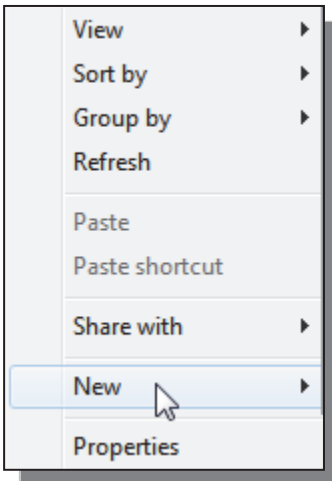 View
Sort by
Group by
Refresh
Paste
Paste shortcut
Share with
New
Properties